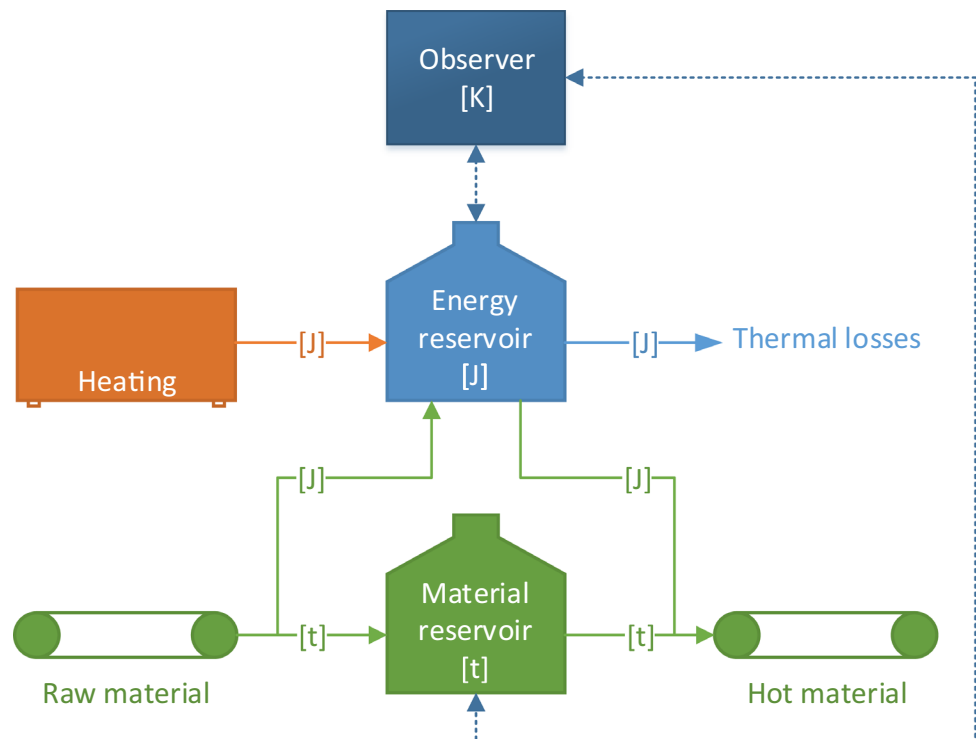 Observer
[K]
Energy
reservoir
[J]
[J]
[J]
Thermal losses
Heating
[J]
[J]
Material
reservoir
[t]
[t]
[t]
Raw material
Hot material